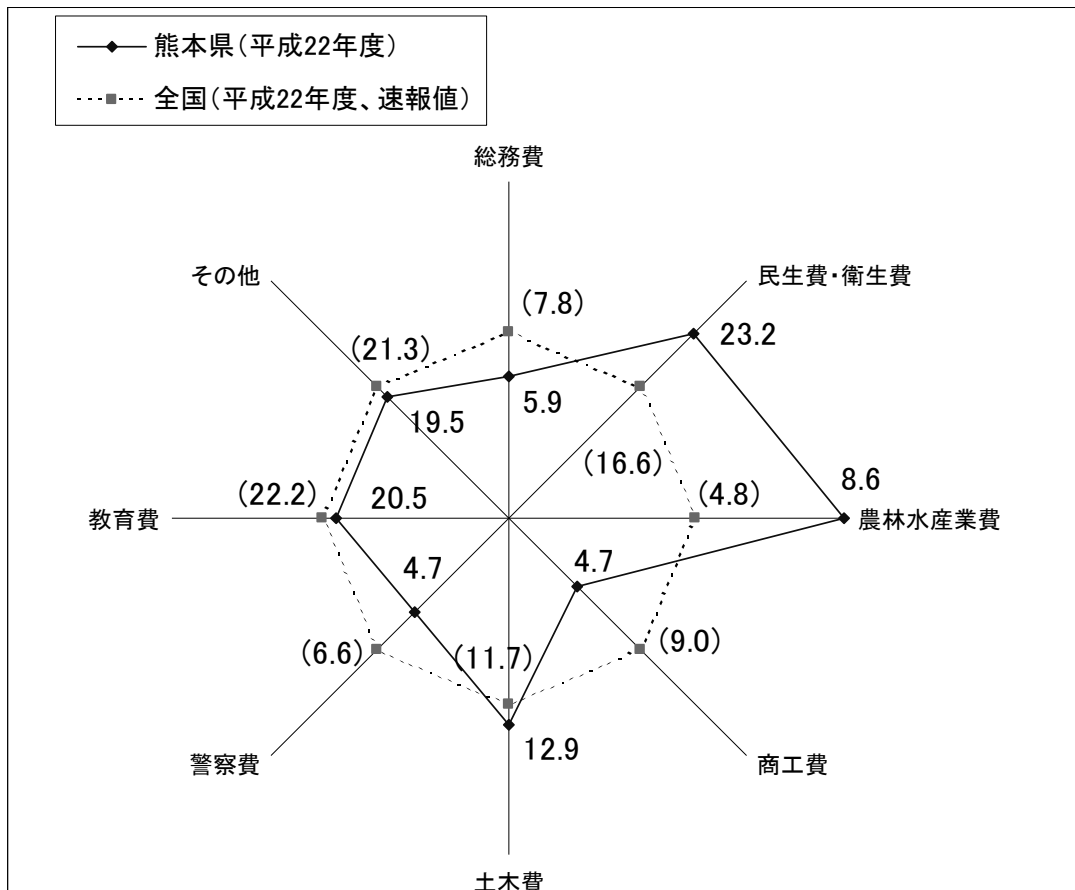 熊本県(平成22年度)
全国(平成22年度、速報値)
総務費
その他
民生費・衛生費
(7.8)
23.2
(21.3)
5.9
19.5
(16.6)
8.6
(22.2)
20.5
(4.8)
教育費
農林水産業費
4.7
4.7
(6.6)
(11.7)
(9.0)
12.9
警察費
商工費
土木費